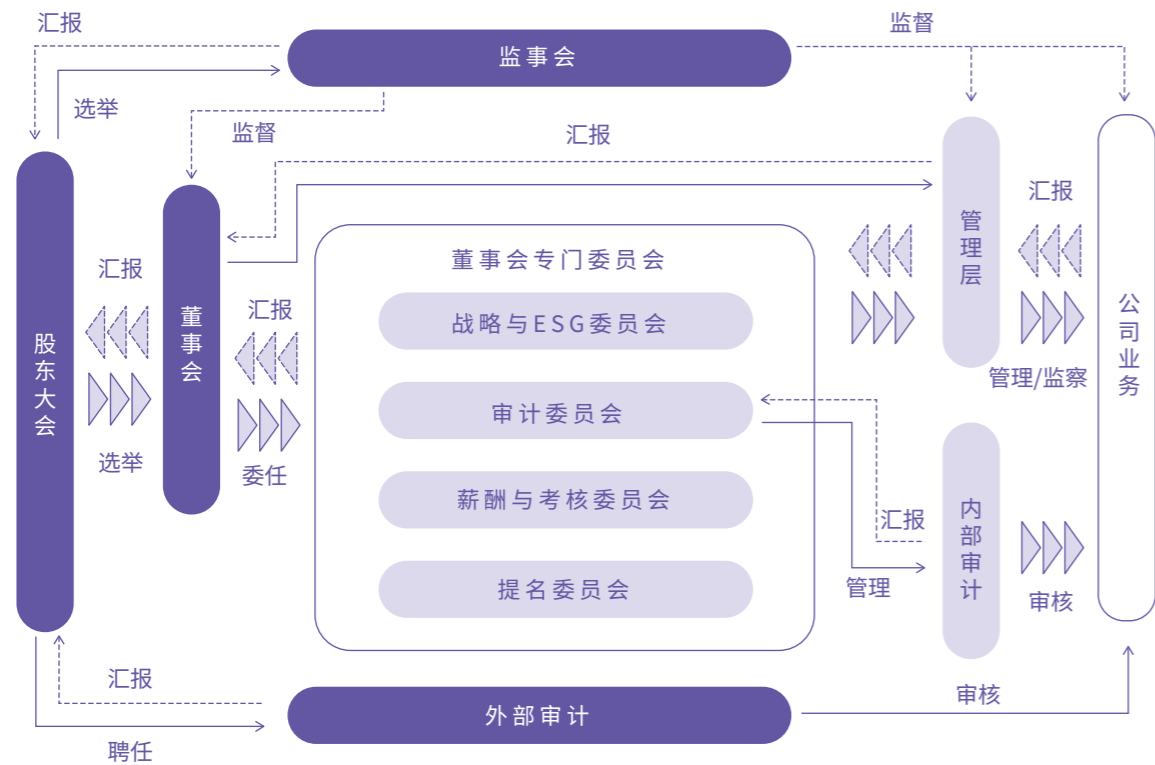 汇报
监督
监事会
选举
监督
汇报
汇报
管理层
董事会专门委员会
汇报
汇报
董事会
股东大会
公司业务
战略与ESG委员会
管理/监察
审计委员会
选举
委任
薪酬与考核委员会
汇报
内部审计
管理
提名委员会
审核
汇报
审核
外部审计
聘任